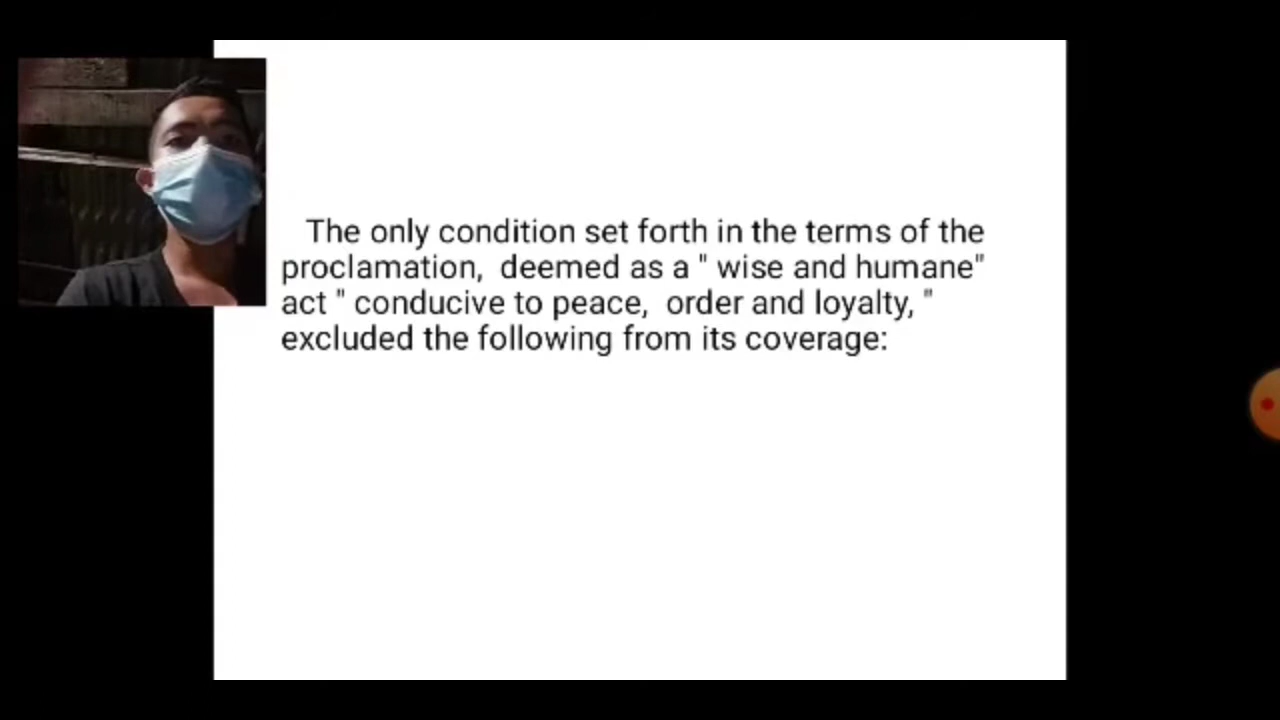 The only condition set forth in the terms of the
proclamation,  deemed as a " wise and humane"
act " conducive to peace,  order and loyalty, "
excluded the following from its coverage: